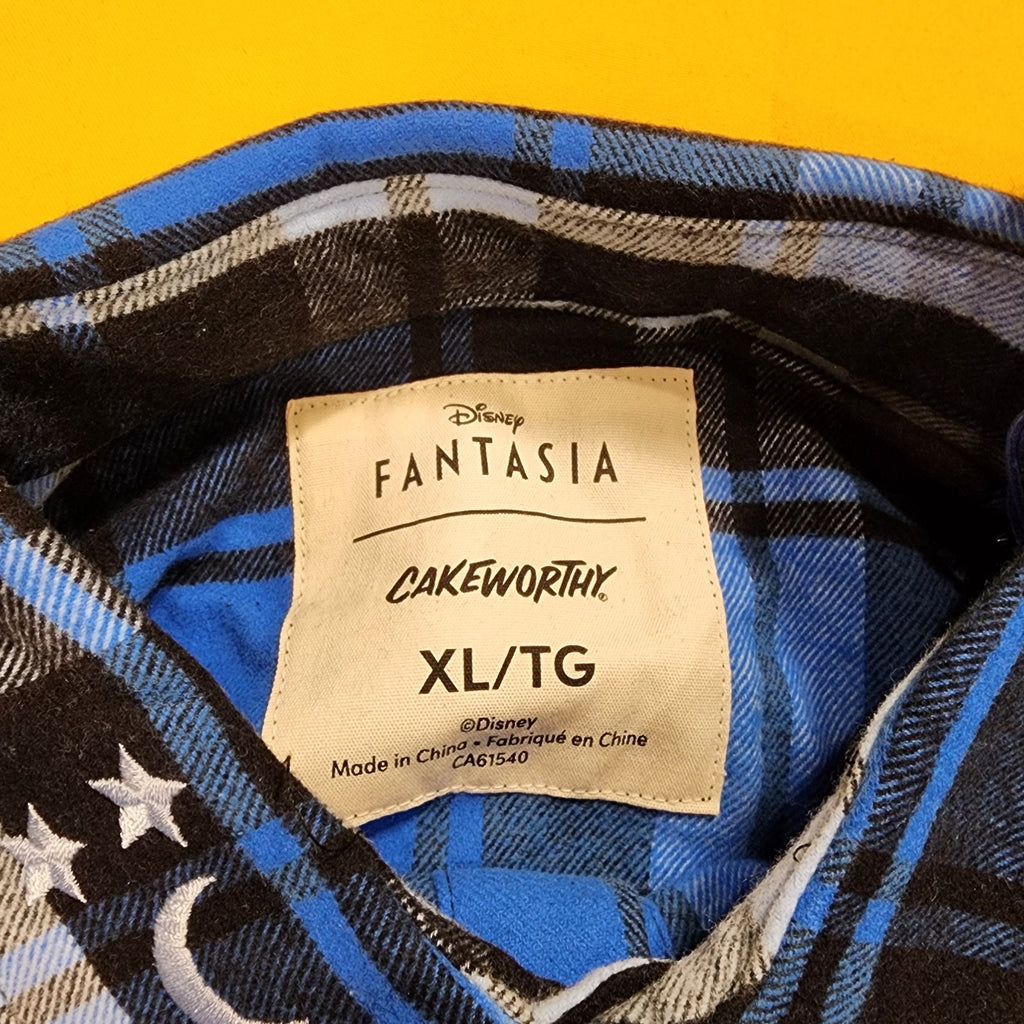 Disney
FANTASIA
CAKEWORTHY®
XL/TG
©Disney
Made in China • Fabriqué en Chine
CA61540